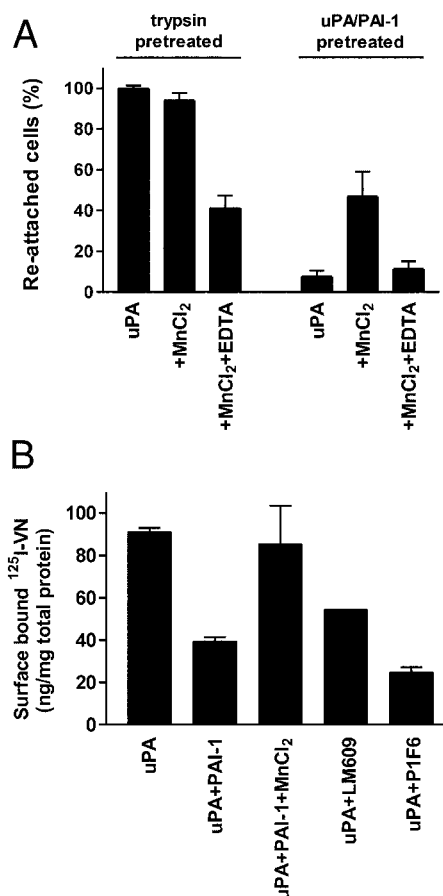 A
trypsin
pretreated
uPA/PAI-1
pretreated
Re-attached cells (%)
100
80
60
40
20
0
uPA
+MnCl₂
+MnCl₂+EDTA
uPA
+MnCl₂
+MnCl₂+EDTA
B
Surface bound ¹²⁵I-VN
(ng/mg total protein)
100
80
60
40
20
0
uPA
uPA+PAI-1
uPA+PAI-1+MnCl₂
uPA+LM609
uPA+P1F6